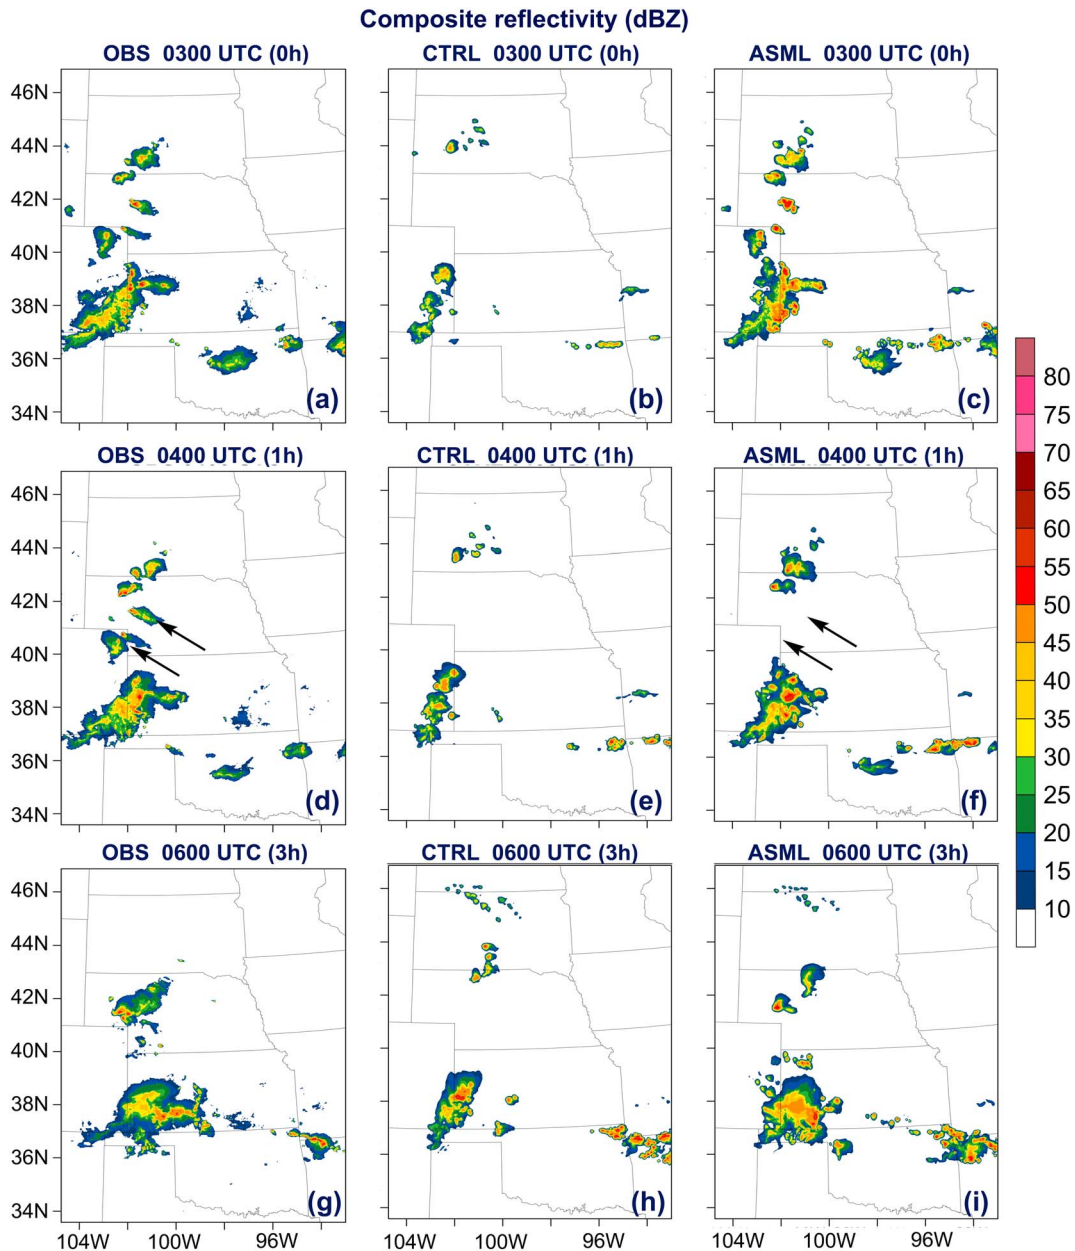 Composite reflectivity (dBZ)
OBS 0300 UTC (0h)
CTRL 0300 UTC (0h)
ASML 0300 UTC (0h)
46N
44N
42N
40N
38N
36N
34N
(a)
(b)
(c)
OBS 0400 UTC (1h)
CTRL 0400 UTC (1h)
ASML 0400 UTC (1h)
46N
44N
42N
40N
38N
36N
34N
(d)
(e)
(f)
OBS 0600 UTC (3h)
CTRL 0600 UTC (3h)
ASML 0600 UTC (3h)
46N
44N
42N
40N
38N
36N
34N
(g)
(h)
(i)
104W 100W 96W
104W 100W 96W
104W 100W 96W
80
75
70
65
60
55
50
45
40
35
30
25
20
15
10